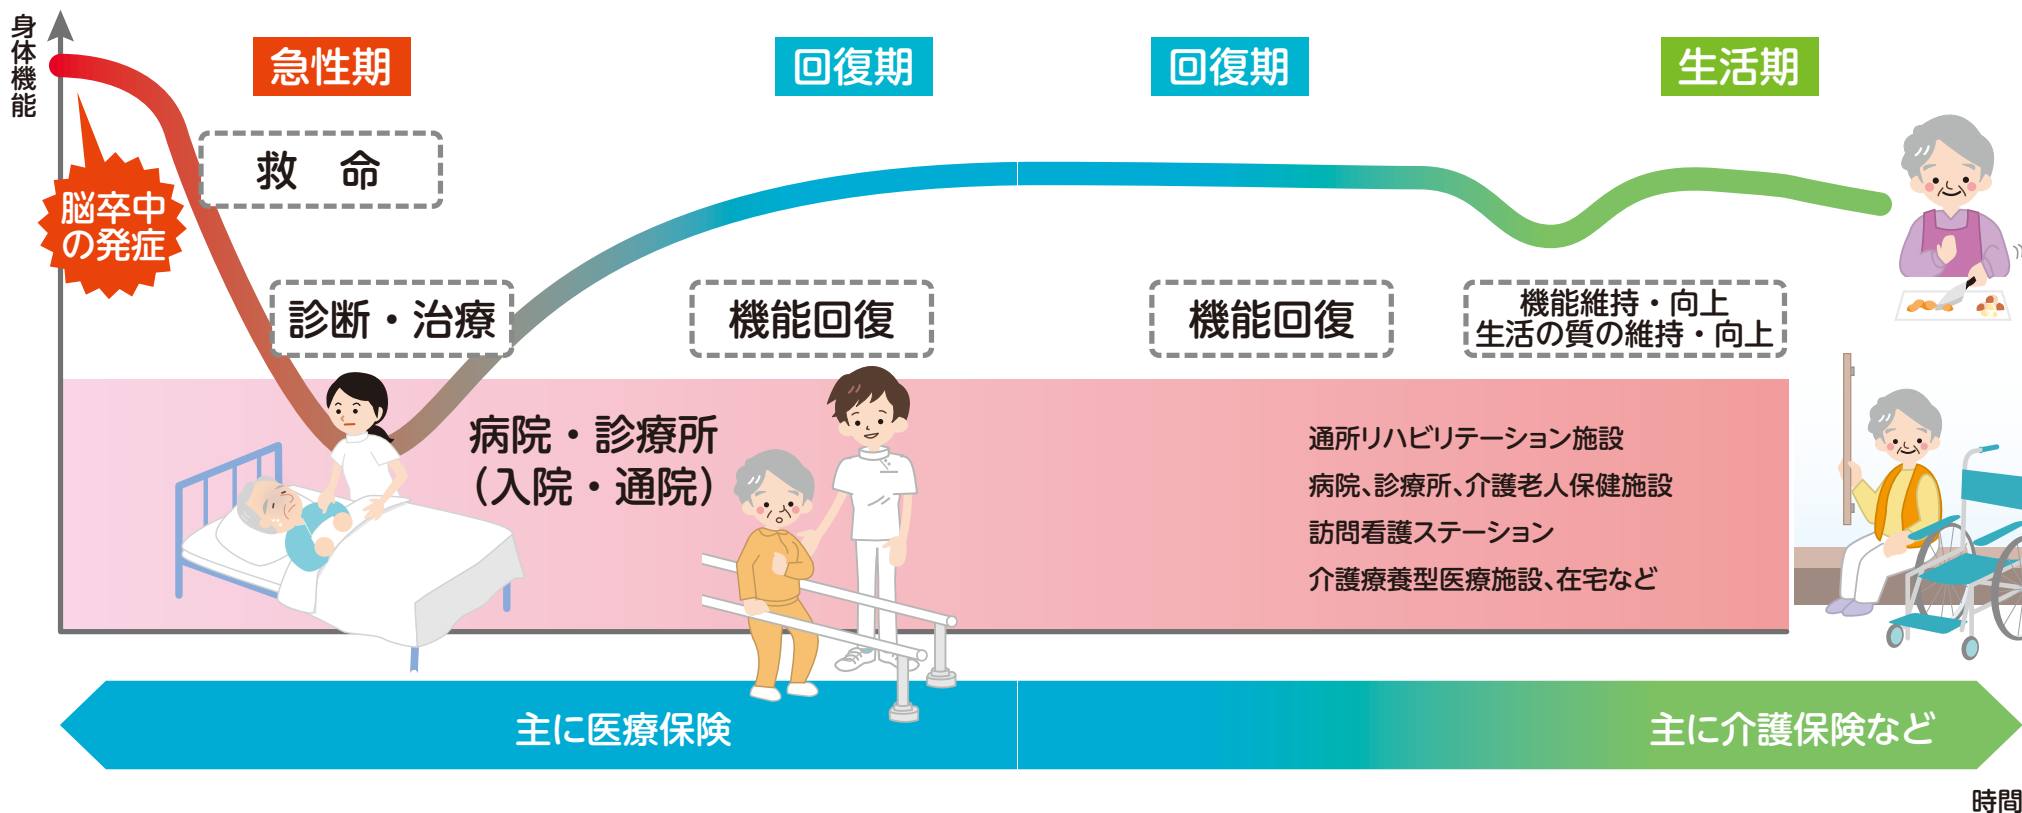 身体機能
急性期
回復期
回復期
生活期
救　命
脳卒中
の発症
診断・治療
機能回復
機能回復
機能維持・向上
生活の質の維持・向上
病院・診療所
（入院・通院）
通所リハビリテーション施設
病院、診療所、介護老人保健施設
訪問看護ステーション
介護療養型医療施設、在宅など
主に医療保険
主に介護保険など
時間